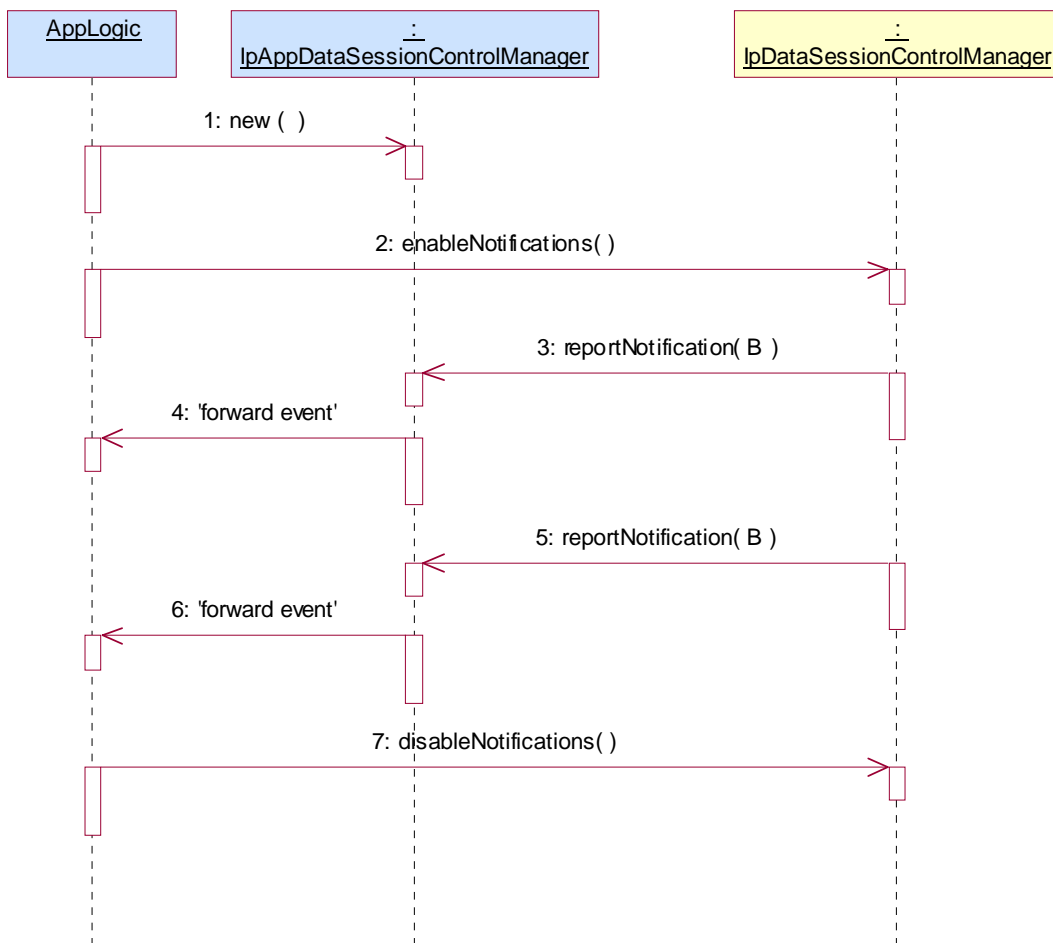 AppLogic
:
IpAppDataSessionControlManager
:
IpDataSessionControlManager
1: new ( )
2: enableNotifications( )
3: reportNotification( B )
4: 'forward event'
5: reportNotification( B )
6: 'forward event'
7: disableNotifications( )